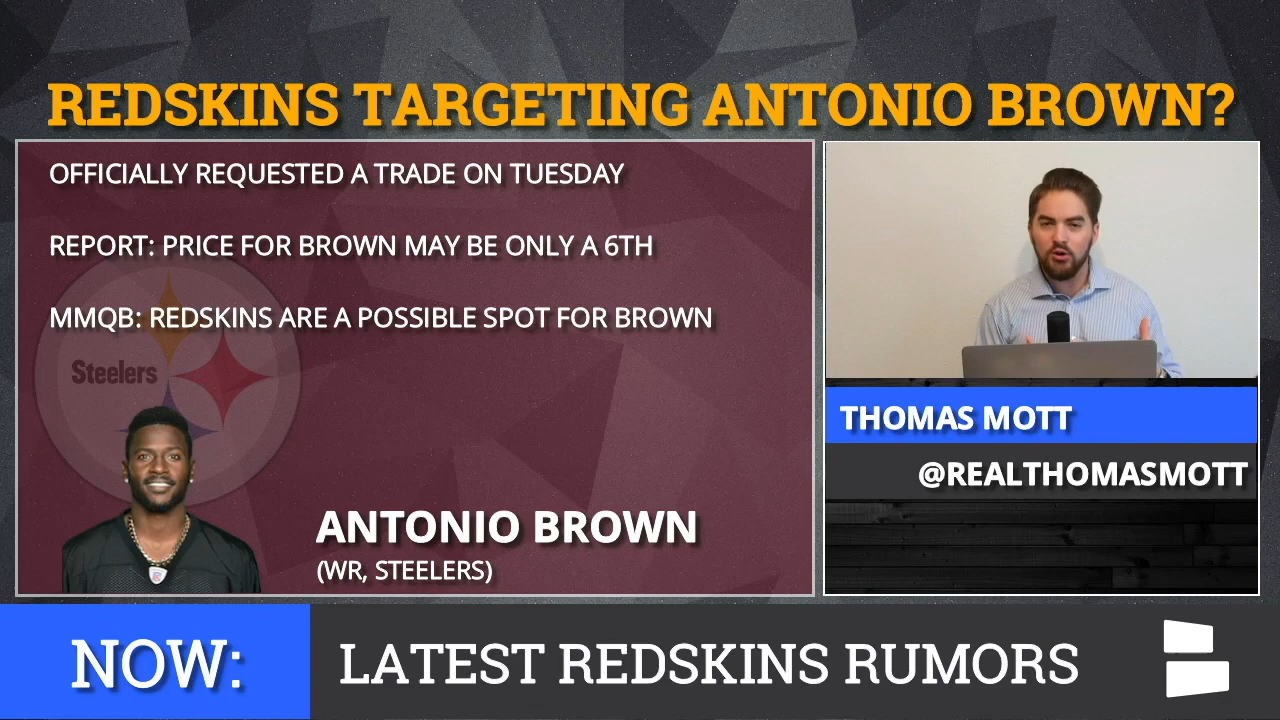 REDSKINS TARGETING ANTONIO BROWN?
OFFICIALLY REQUESTED A TRADE ON TUESDAY
REPORT: PRICE FOR BROWN MAY BE ONLY A 6TH
MMQB: REDSKINS ARE A POSSIBLE SPOT FOR BROWN
Steelers
ANTONIO BROWN
(WR, STEELERS)
THOMAS MOTT
@REALTHOMASMOTT
NOW:
LATEST REDSKINS RUMORS